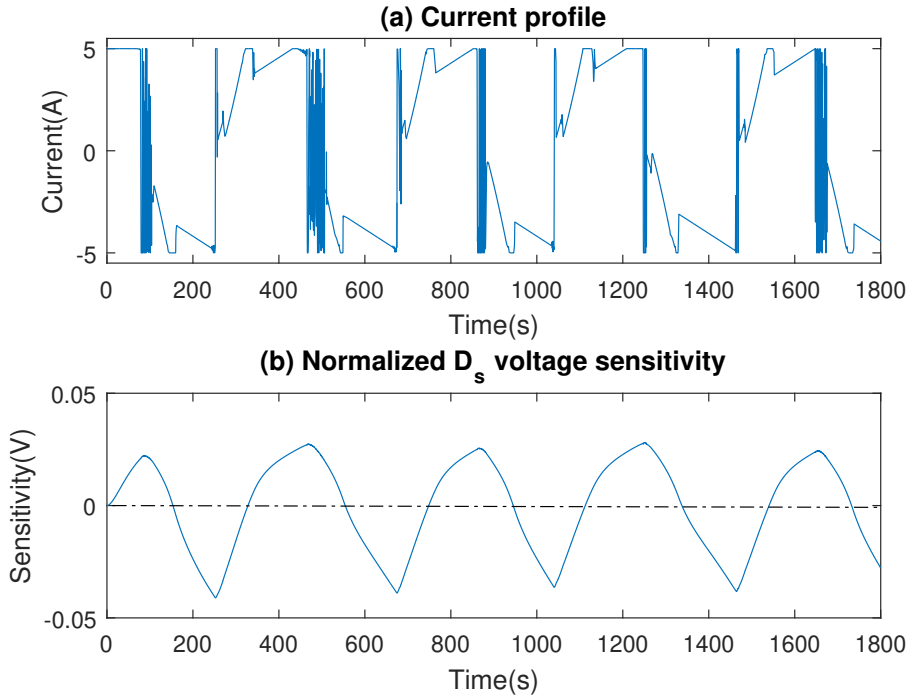 (a) Current profile
Current(A)
5
0
-5
0 200 400 600 800 1000 1200 1400 1600 1800
Time(s)
(b) Normalized D_s voltage sensitivity
Sensitivity(V)
0.05
0
-0.05
0 200 400 600 800 1000 1200 1400 1600 1800
Time(s)